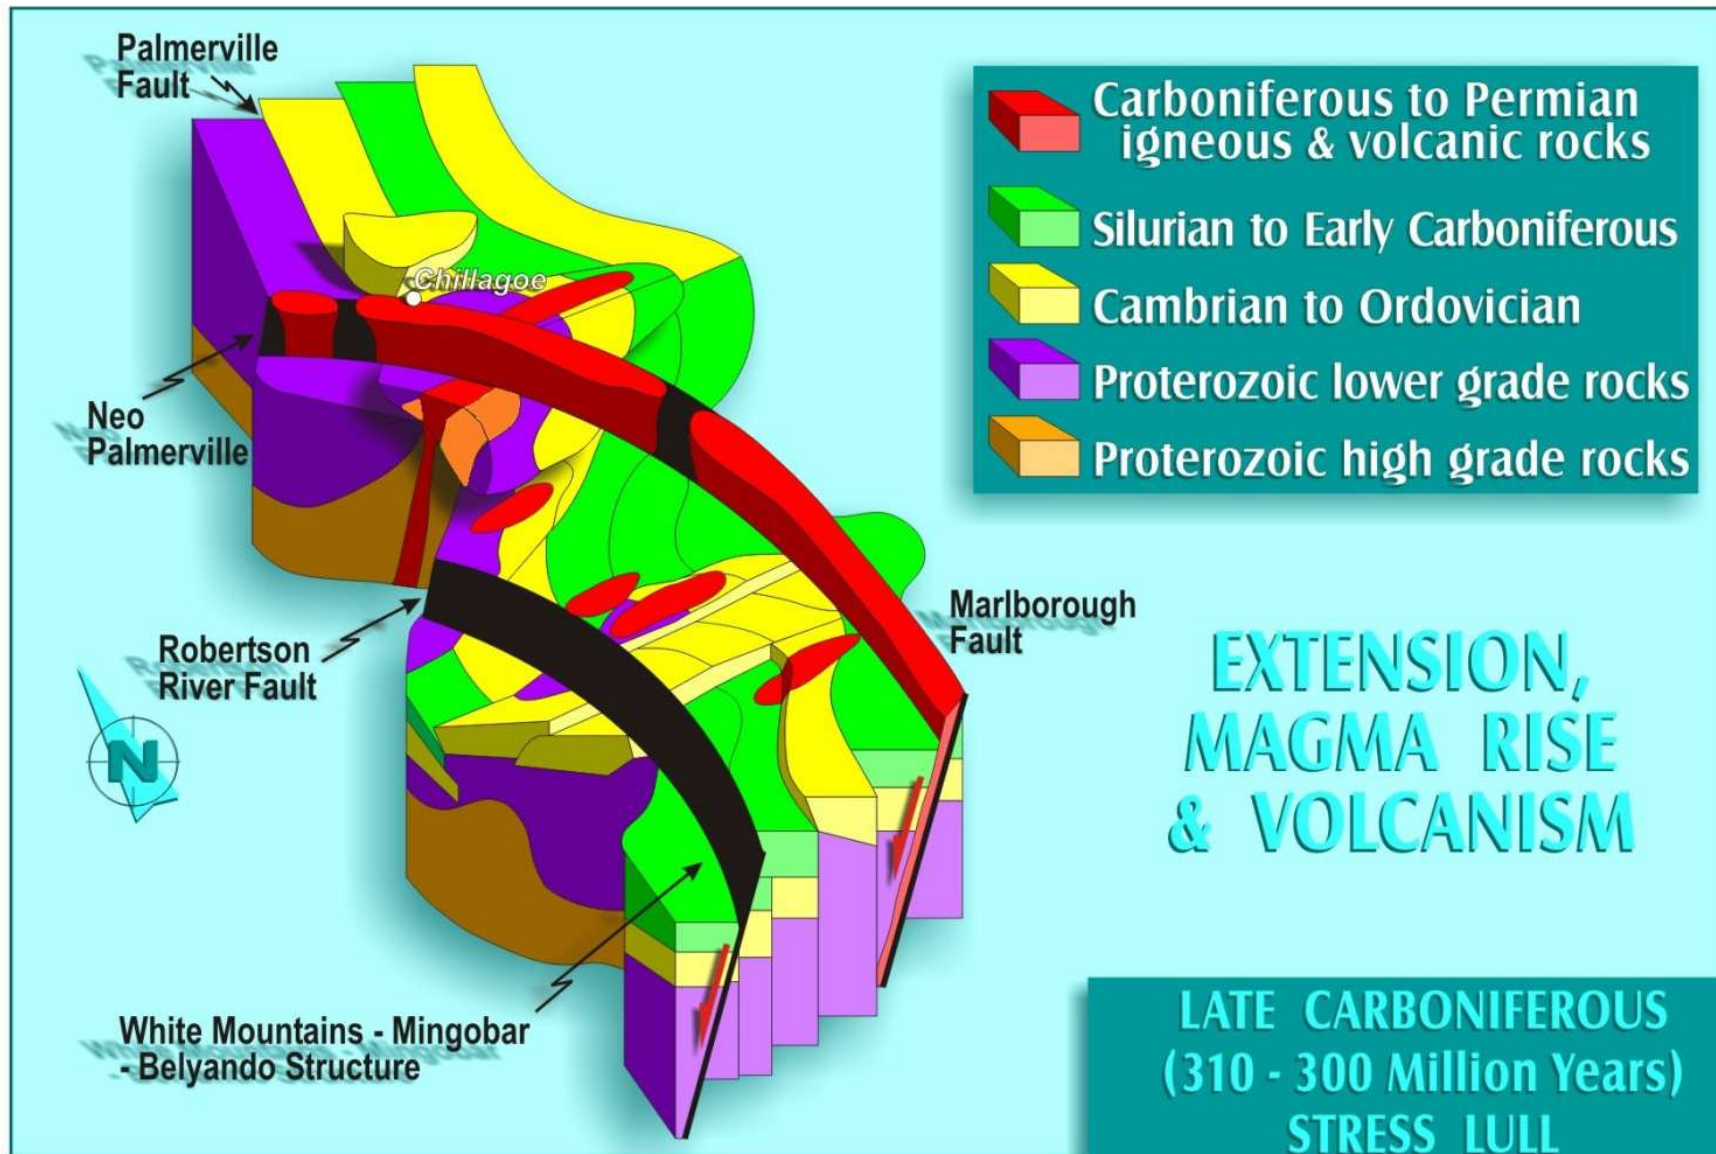 Palmerville
Fault
Carboniferous to Permian
igneous & volcanic rocks
Silurian to Early Carboniferous
Cambrian to Ordovician
Proterozoic lower grade rocks
Proterozoic high grade rocks
Chillagoe
Neo
Palmerville
Marlborough
Fault
Robertson
River Fault
N
EXTENSION,
MAGMA RISE
& VOLCANISM
White Mountains - Mingobar
- Belyando Structure
LATE CARBONIFEROUS
(310 - 300 Million Years)
STRESS LULL